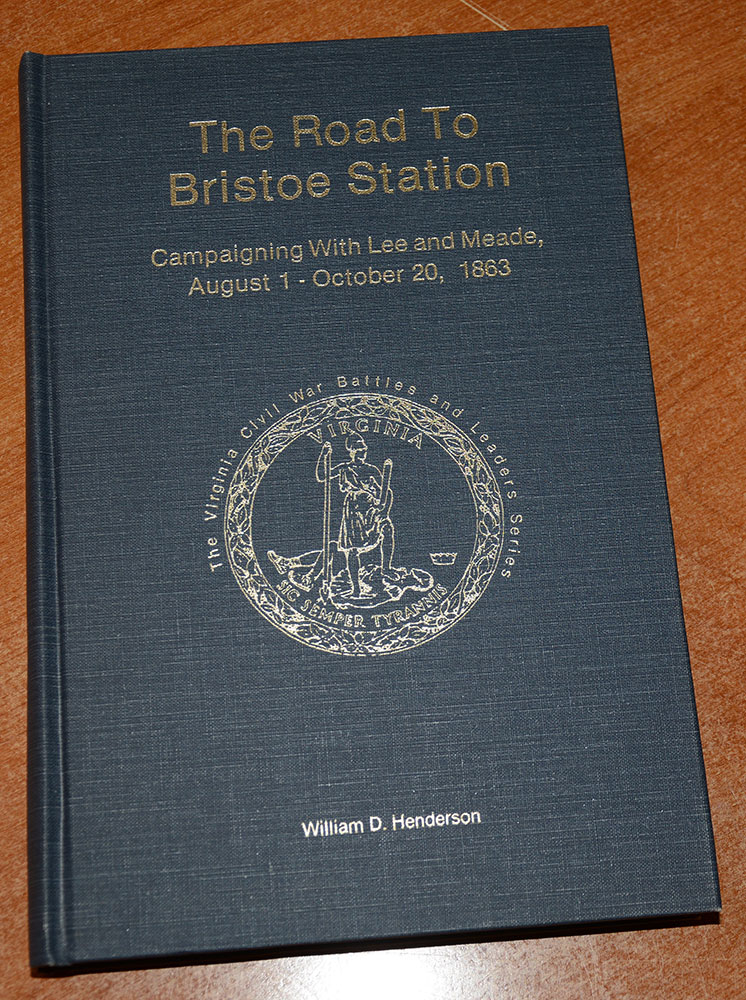 The Road To
Bristoe Station
Campaigning With Lee and Meade,
August 1 - October 20, 1863
The Virginia Civil War Battles and Leaders Series
VIRGINIA
SIC SEMPER TYRANNIS
William D. Henderson